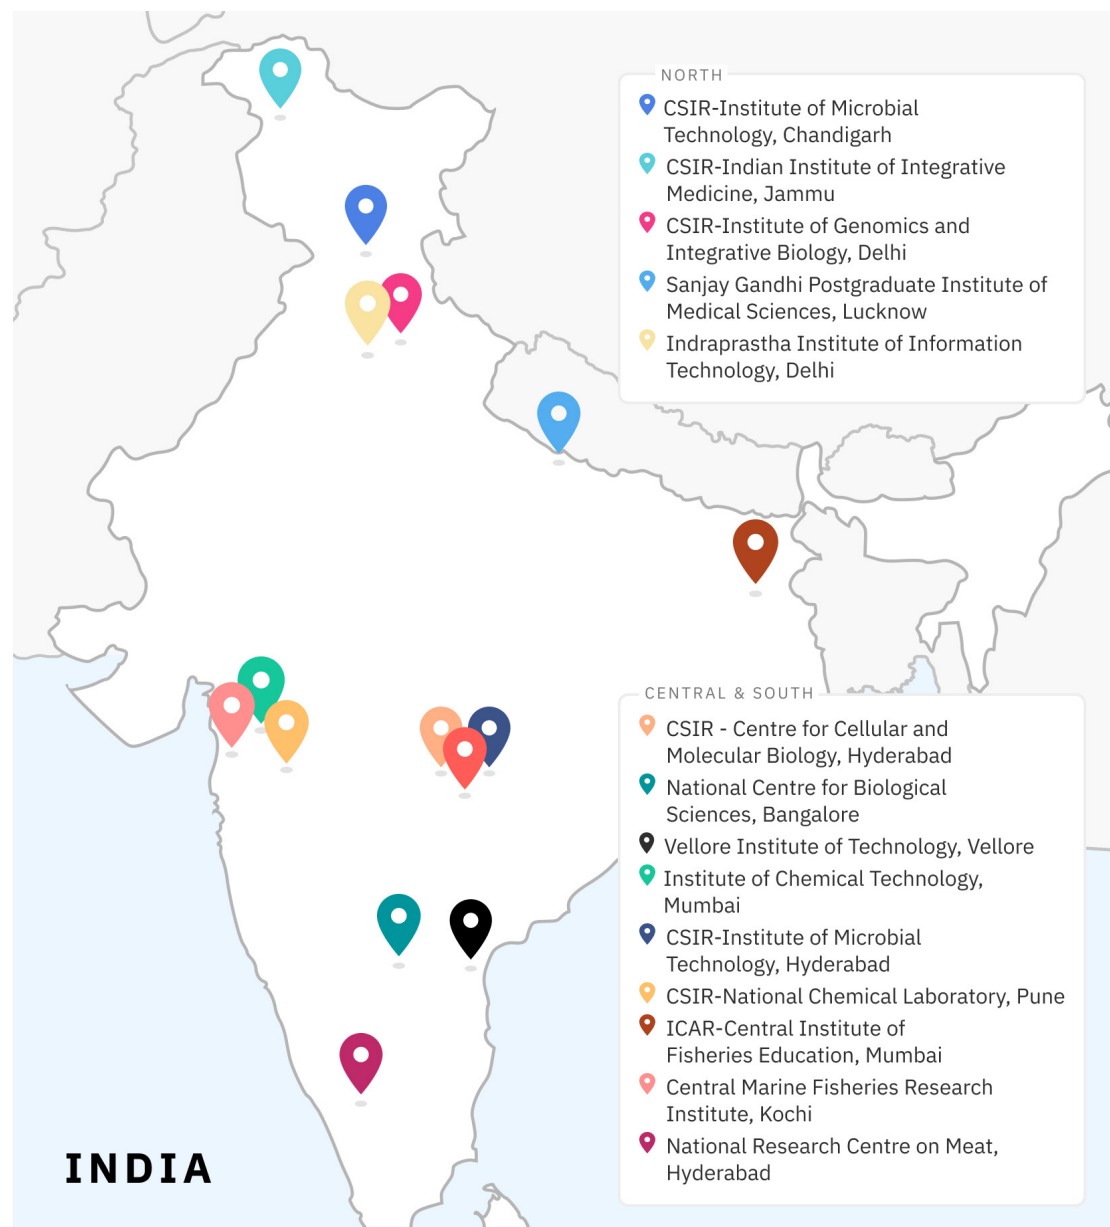 NORTH
CSIR-Institute of Microbial
Technology, Chandigarh
CSIR-Indian Institute of Integrative
Medicine, Jammu
CSIR-Institute of Genomics and
Integrative Biology, Delhi
Sanjay Gandhi Postgraduate Institute of
Medical Sciences, Lucknow
Indraprastha Institute of Information
Technology, Delhi
CENTRAL & SOUTH
CSIR - Centre for Cellular and
Molecular Biology, Hyderabad
National Centre for Biological
Sciences, Bangalore
Vellore Institute of Technology, Vellore
Institute of Chemical Technology,
Mumbai
CSIR-Institute of Microbial
Technology, Hyderabad
CSIR-National Chemical Laboratory, Pune
ICAR-Central Institute of
Fisheries Education, Mumbai
Central Marine Fisheries Research
Institute, Kochi
National Research Centre on Meat,
Hyderabad
INDIA